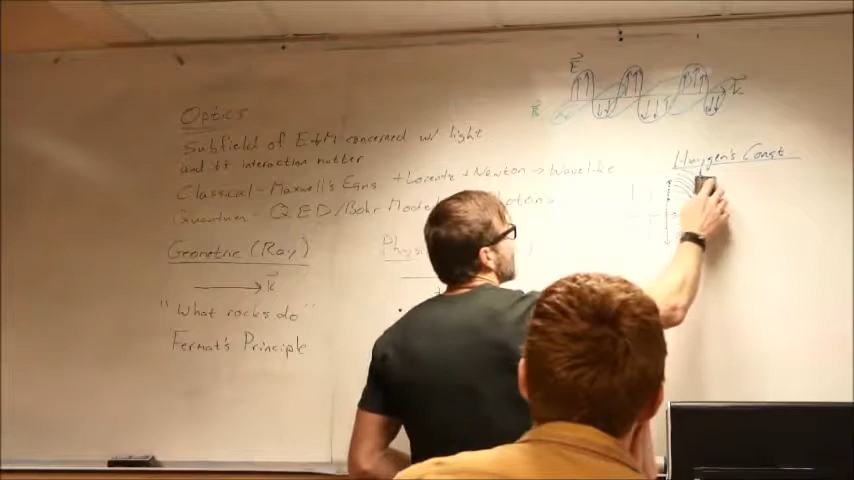 E
k
B
Optics
Subfield of E&M concerned w/ light
and its interaction matter
Classical - Maxwell's Eqns + Lorentz + Newton → Wavelike
Quantum - QED/Bohr Model
Huygen's Const.
Geometric (Ray)
k
"What rocks do"
Fermat's Principle